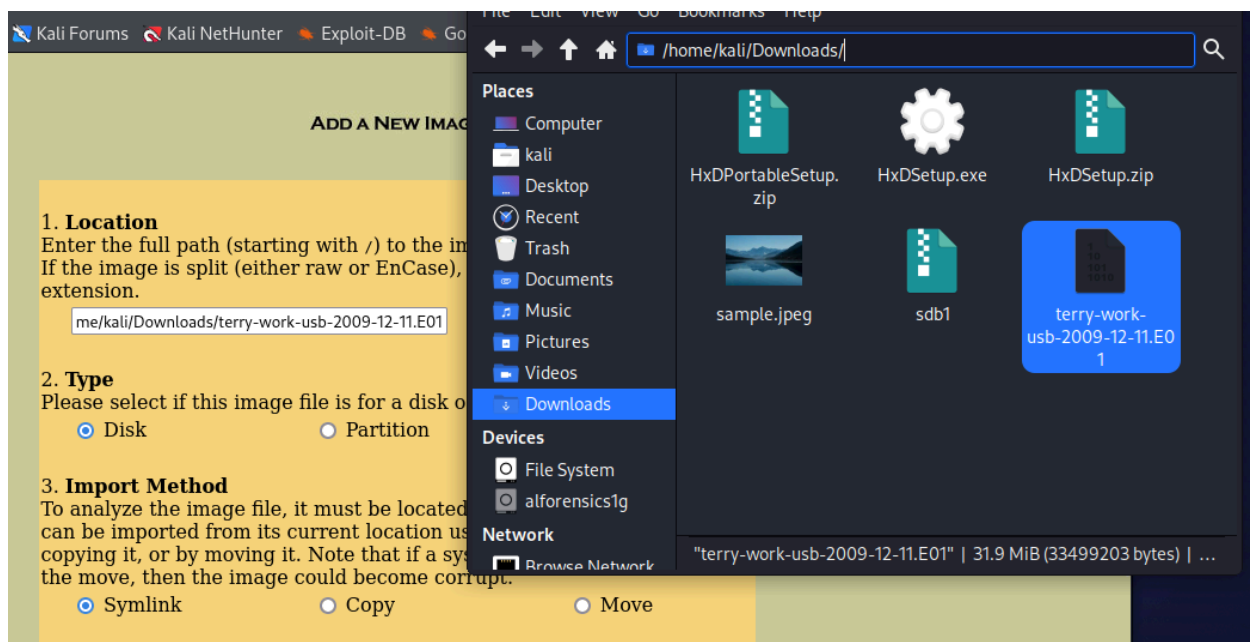 File Edit View Go Bookmarks Help
Kali Forums Kali NetHunter Exploit-DB Go
/home/kali/Downloads/
ADD A NEW IMAG
1. Location
Enter the full path (starting with /) to the im
If the image is split (either raw or EnCase),
extension.
me/kali/Downloads/terry-work-usb-2009-12-11.E01
2. Type
Please select if this image file is for a disk o
Disk Partition
3. Import Method
To analyze the image file, it must be located
can be imported from its current location us
copying it, or by moving it. Note that if a sys
the move, then the image could become corrupt.
Symlink Copy Move
Places
Computer
kali
Desktop
Recent
Trash
Documents
Music
Pictures
Videos
Downloads
Devices
File System
alforensics1g
Network
Browse Network
HxDPortableSetup.
zip
HxDSetup.exe
HxDSetup.zip
sample.jpeg
sdb1
terry-work-
usb-2009-12-11.E0
1
"terry-work-usb-2009-12-11.E01" | 31.9 MiB (33499203 bytes) | ...